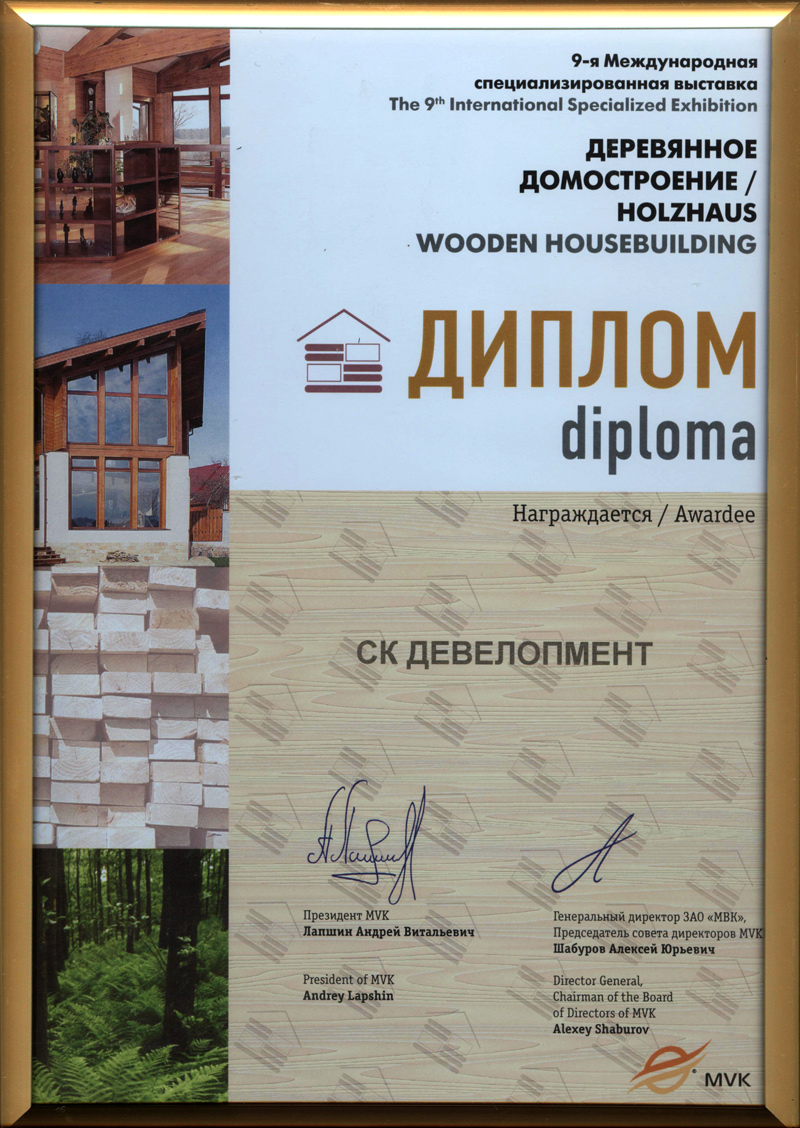 9-я Международная
специализированная выставка
The 9th International Specialized Exhibition
ДЕРЕВЯННОЕ
ДОМОСТРОЕНИЕ /
HOLZHAUS
WOODEN HOUSEBUILDING
ДИПЛОМ
diploma
Награждается / Awardee
СК ДЕВЕЛОПМЕНТ
Президент MVK
Лапшин Андрей Витальевич
President of MVK
Andrey Lapshin
Генеральный директор ЗАО «МВК»,
Председатель совета директоров MVK
Шабуров Алексей Юрьевич
Director General,
Chairman of the Board
of Directors of MVK
Alexey Shaburov
MVK